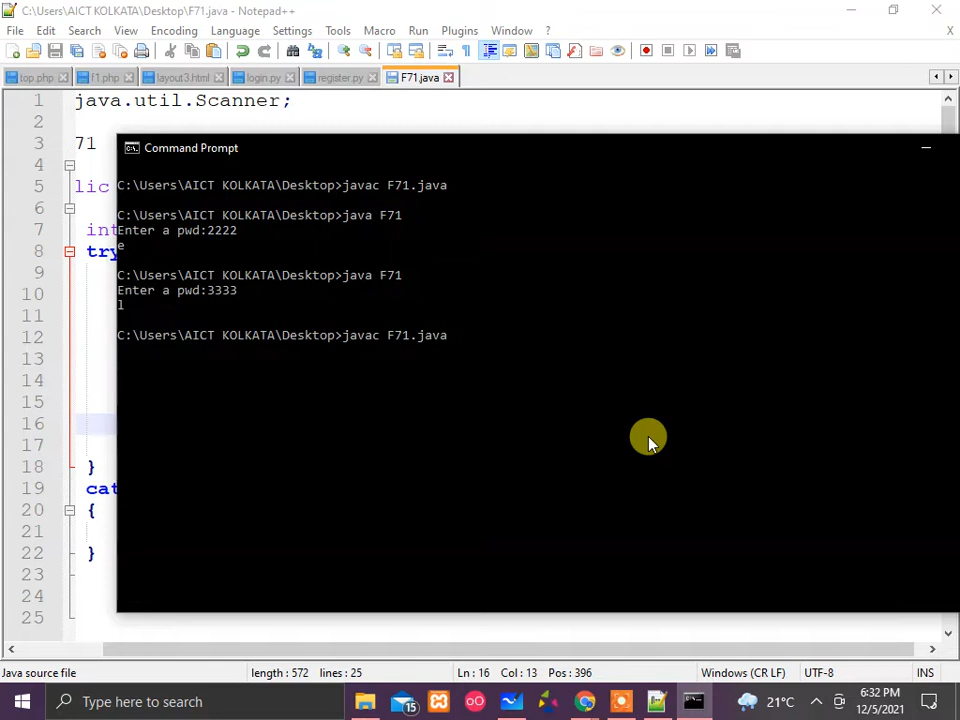 C:\Users\AICT KOLKATA\Desktop\F71.java - Notepad++
File Edit Search View Encoding Language Settings Tools Macro Run Plugins Window ? X
top.php f1.php layout3.html login.py register.py F71.java
1 java.util.Scanner;
2
3 71
4
5 lic
6
7 int
8 try
9
10
11
12
13
14
15
16
17
18 }
19 cat
20 {
21
22 }
23
24
25
Command Prompt
C:\Users\AICT KOLKATA\Desktop>javac F71.java
C:\Users\AICT KOLKATA\Desktop>java F71
Enter a pwd:2222
e
C:\Users\AICT KOLKATA\Desktop>java F71
Enter a pwd:3333
l
C:\Users\AICT KOLKATA\Desktop>javac F71.java
Java source file length : 572 lines : 25 Ln : 16 Col : 13 Pos : 396 Windows (CR LF) UTF-8 INS
Type here to search 15 21°C 6:32 PM
12/5/2021